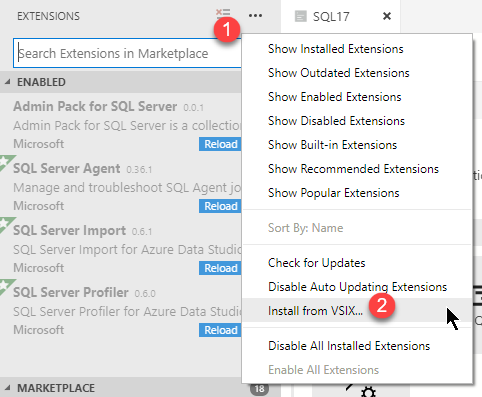 EXTENSIONS
SQL17
1
Search Extensions in Marketplace
ENABLED
Admin Pack for SQL Server 0.0.1
Admin Pack for SQL Server is a collection
Microsoft
Reload
SQL Server Agent 0.36.1
Manage and troubleshoot SQL Agent jo
Microsoft
Reload
SQL Server Import 0.6.1
SQL Server Import for Azure Data Studio
Microsoft
Reload
SQL Server Profiler 0.6.0
SQL Server Profiler for Azure Data Studi
Microsoft
Reload
MARKETPLACE
18
Show Installed Extensions
Show Outdated Extensions
Show Enabled Extensions
Show Disabled Extensions
Show Built-in Extensions
Show Recommended Extensions
Show Popular Extensions
Sort By: Name
Check for Updates
Disable Auto Updating Extensions
Install from VSIX...
2
Disable All Installed Extensions
Enable All Extensions